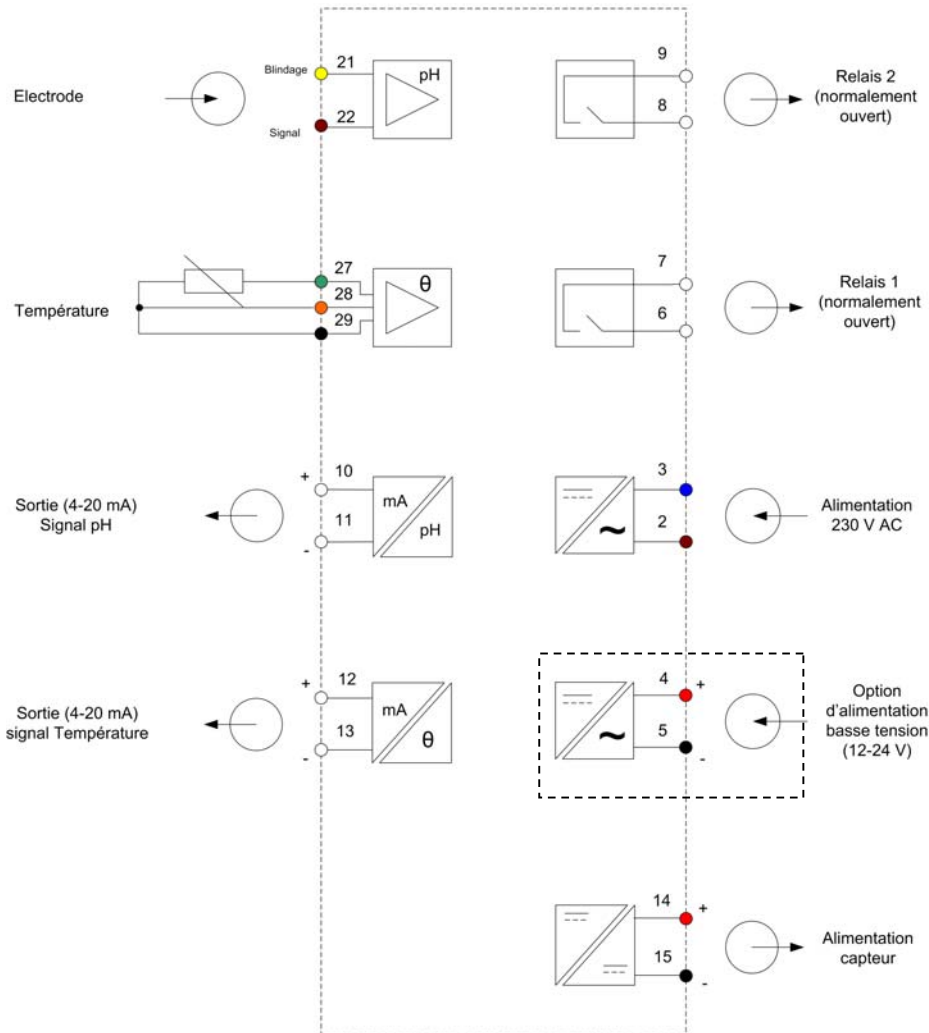 Electrode
Blindage
21
22
Signal
pH
9
8
Relais 2
(normalement
ouvert)
Température
27
28
29
θ
7
6
Relais 1
(normalement
ouvert)
Sortie (4-20 mA)
Signal pH
+
10
11
-
mA
pH
3
2
~
Alimentation
230 V AC
Sortie (4-20 mA)
signal Température
+
12
13
-
mA
θ
4
5
+
-
~
Option
d'alimentation
basse tension
(12-24 V)
14
15
+
-
Alimentation
capteur